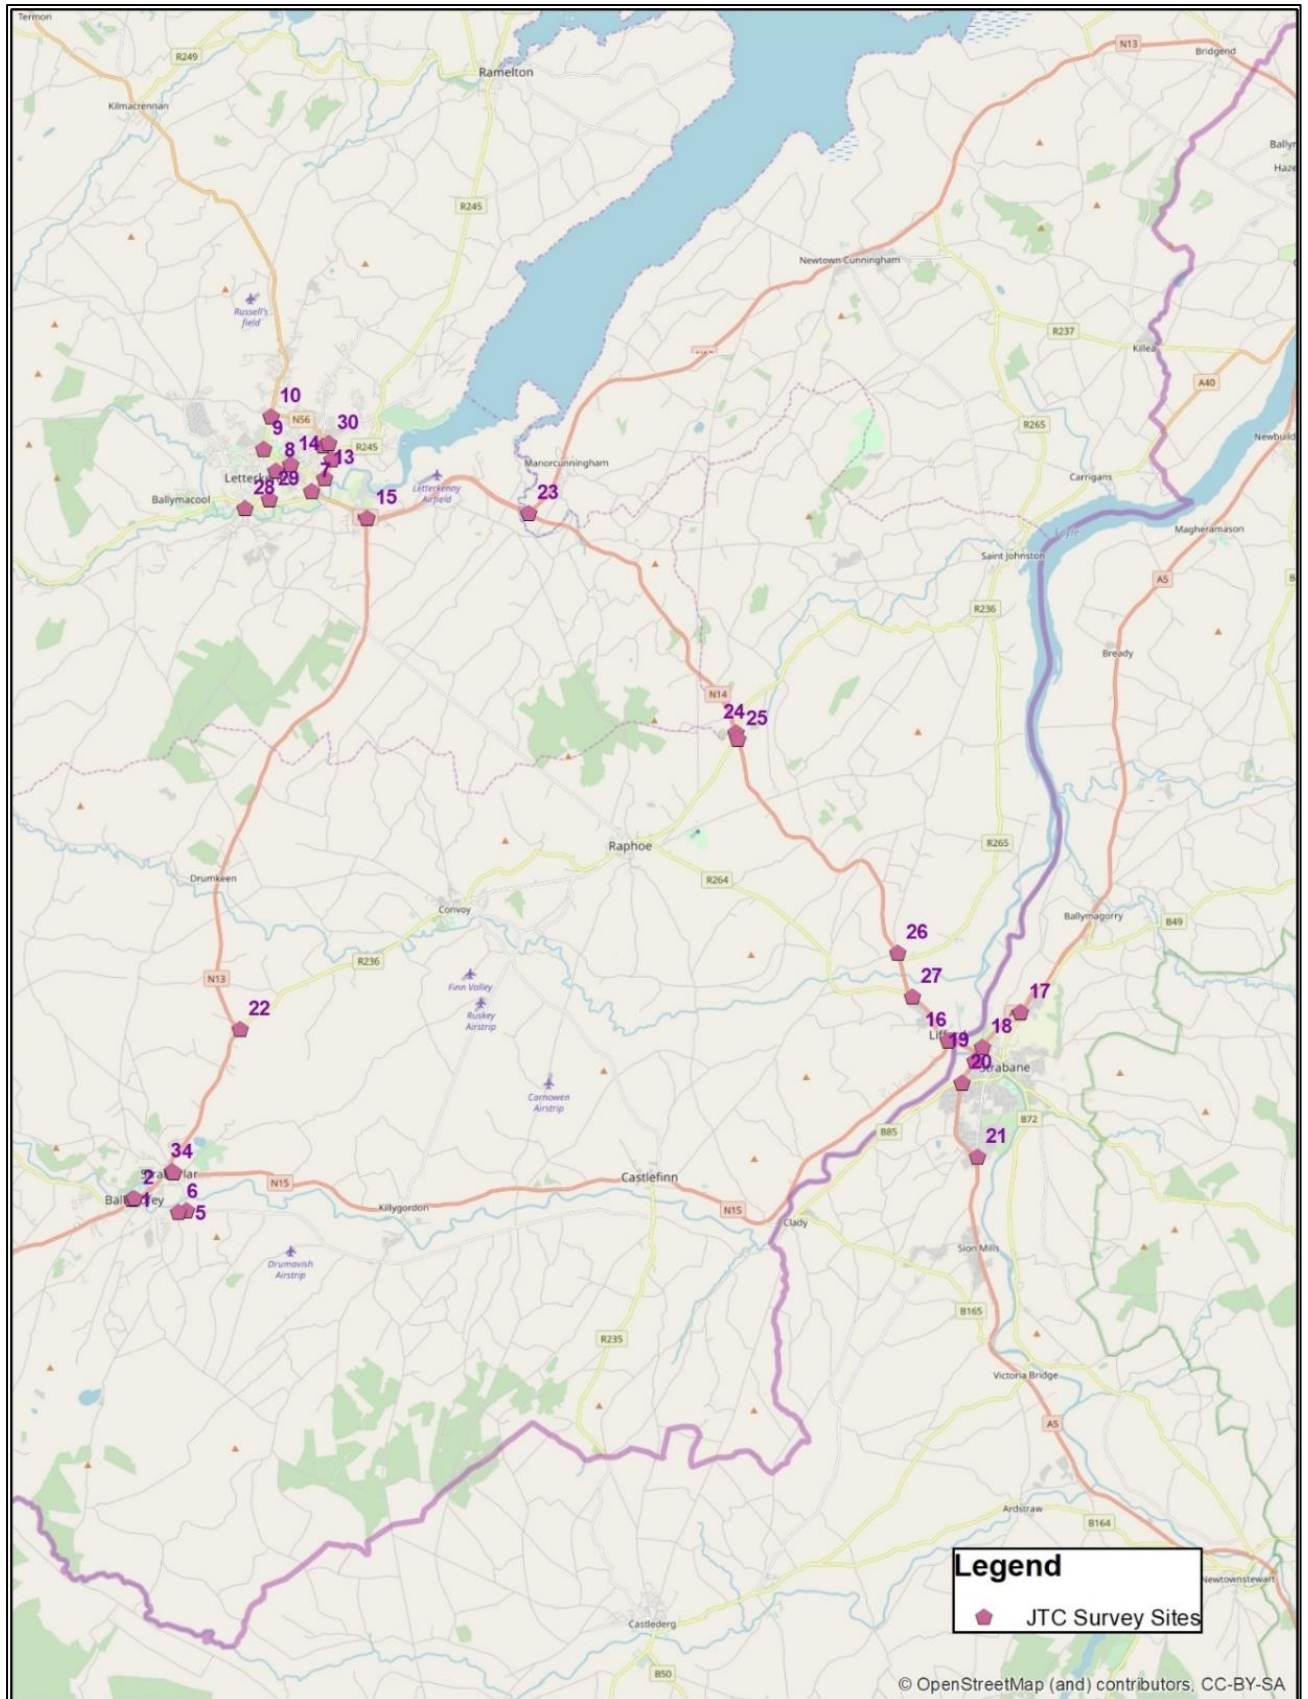 Termon
R249
Ramelton
N13
Bridgend
Kilmacrennan
R245
Newtown Cunningham
Russell's
field
R237
Killea
A40
10
N56
30
9
14
R245
8
13
R265
Manorcunningham
7
29
Carrigans
Ballymacool
28
15
Letterkenny
Airfield
23
Foyle
Magheramason
Saint Johnston
A5
R236
Bready
N14
24
25
Raphoe
R265
R264
Drumkeen
Convoy
Ballymagorry
B49
26
R236
N13
Finn Valley
27
17
22
Ruskey
Airstrip
16
18
19
20
Strabane
Carnowen
Airstrip
B72
B85
21
34
2
N15
Castlefinn
6
1
5
Killygordon
N15
Clady
Drumavish
Airstrip
Sion Mills
B165
R235
Victoria Bridge
A5
Ardstraw
B164
Legend
Newtownstewart
JTC Survey Sites
Castlederg
B50
© OpenStreetMap (and) contributors, CC-BY-SA